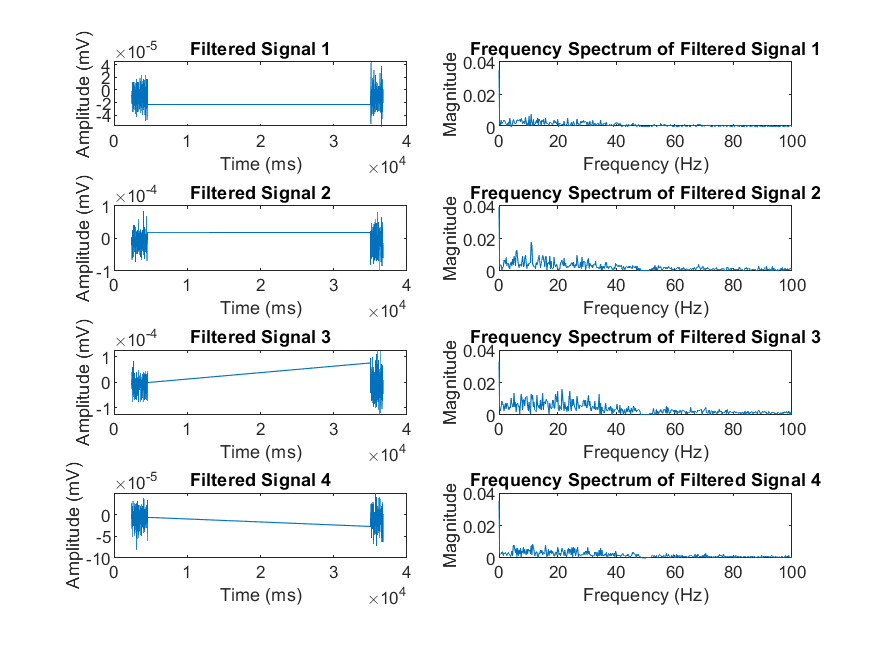 Filtered Signal 1
×10-5
Amplitude (mV)
4
2
0
-2
-4
0 1 2 3 4
Time (ms)
×104
Frequency Spectrum of Filtered Signal 1
Magnitude
0.04
0.02
0
0 20 40 60 80 100
Frequency (Hz)
Filtered Signal 2
×10-4
Amplitude (mV)
1
0
-1
0 1 2 3 4
Time (ms)
×104
Frequency Spectrum of Filtered Signal 2
Magnitude
0.04
0.02
0
0 20 40 60 80 100
Frequency (Hz)
Filtered Signal 3
×10-4
Amplitude (mV)
1
0
-1
0 1 2 3 4
Time (ms)
×104
Frequency Spectrum of Filtered Signal 3
Magnitude
0.04
0.02
0
0 20 40 60 80 100
Frequency (Hz)
Filtered Signal 4
×10-5
Amplitude (mV)
0
-5
-10
0 1 2 3 4
Time (ms)
×104
Frequency Spectrum of Filtered Signal 4
Magnitude
0.04
0.02
0
0 20 40 60 80 100
Frequency (Hz)